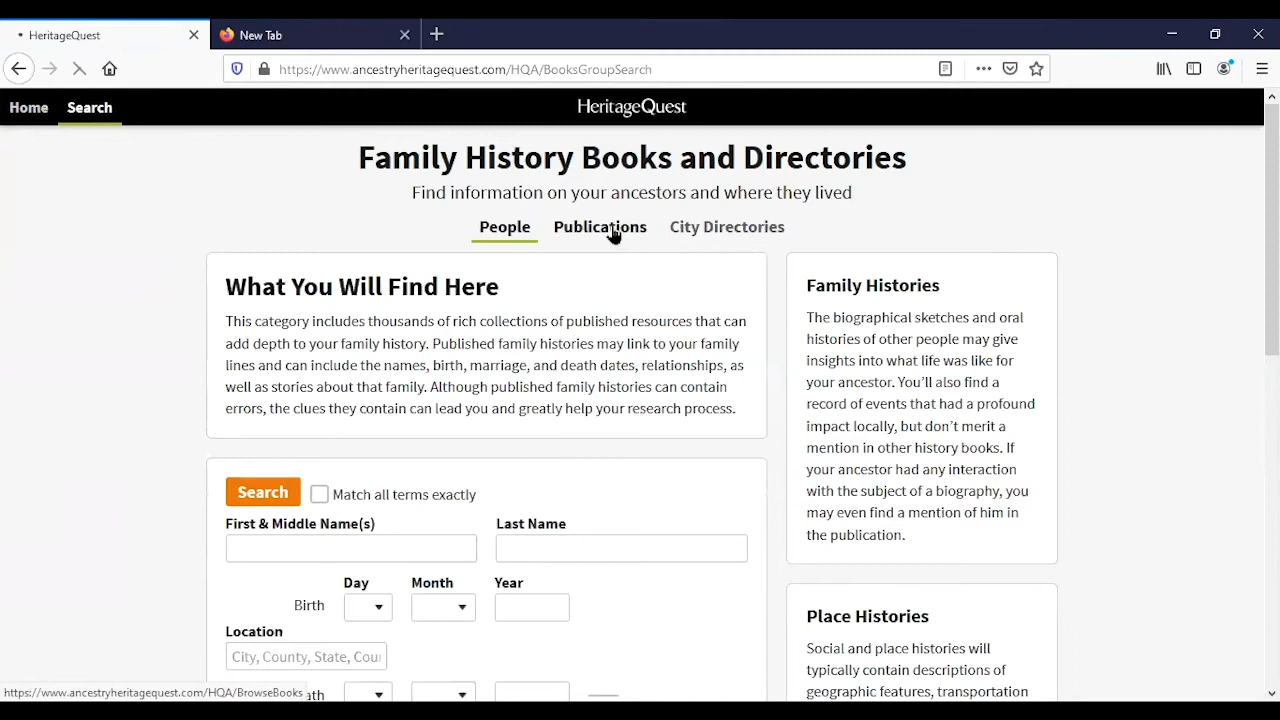 HeritageQuest
New Tab
https://www.ancestryheritagequest.com/HQA/BooksGroupSearch
Home
Search
HeritageQuest
Family History Books and Directories
Find information on your ancestors and where they lived
People
Publications
City Directories
What You Will Find Here
This category includes thousands of rich collections of published resources that can
add depth to your family history. Published family histories may link to your family
lines and can include the names, birth, marriage, and death dates, relationships, as
well as stories about that family. Although published family histories can contain
errors, the clues they contain can lead you and greatly help your research process.
Search
Match all terms exactly
First & Middle Name(s)
Last Name
Day
Month
Year
Birth
Location
City, County, State, Cou
ath
Family Histories
The biographical sketches and oral
histories of other people may give
insights into what life was like for
your ancestor. You’ll also find a
record of events that had a profound
impact locally, but don’t merit a
mention in other history books. If
your ancestor had any interaction
with the subject of a biography, you
may even find a mention of him in
the publication.
Place Histories
Social and place histories will
typically contain descriptions of
geographic features, transportation
https://www.ancestryheritagequest.com/HQA/BrowseBooks